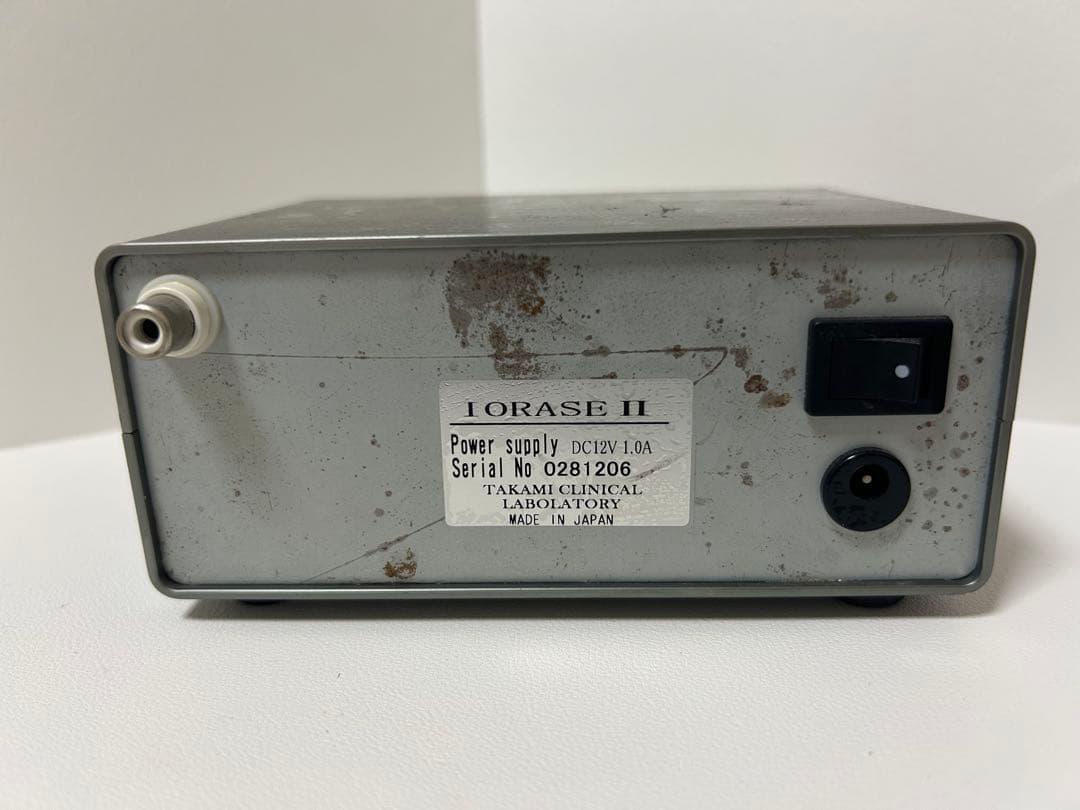 IORASE II
Power supply DC12V 1.0A
Serial No 0281206
TAKAMI CLINICAL
LABOLATORY
MADE IN JAPAN